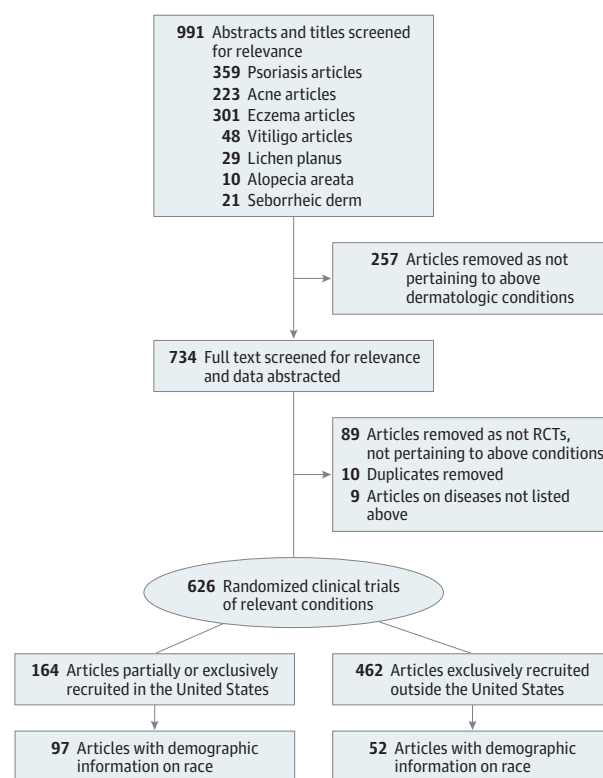 991 Abstracts and titles screened
for relevance
359 Psoriasis articles
223 Acne articles
301 Eczema articles
48 Vitiligo articles
29 Lichen planus
10 Alopecia areata
21 Seborrheic derm
257 Articles removed as not
pertaining to above
dermatologic conditions
734 Full text screened for relevance
and data abstracted
89 Articles removed as not RCTs,
not pertaining to above conditions
10 Duplicates removed
9 Articles on diseases not listed
above
626 Randomized clinical trials
of relevant conditions
164 Articles partially or exclusively
recruited in the United States
462 Articles exclusively recruited
outside the United States
97 Articles with demographic
information on race
52 Articles with demographic
information on race